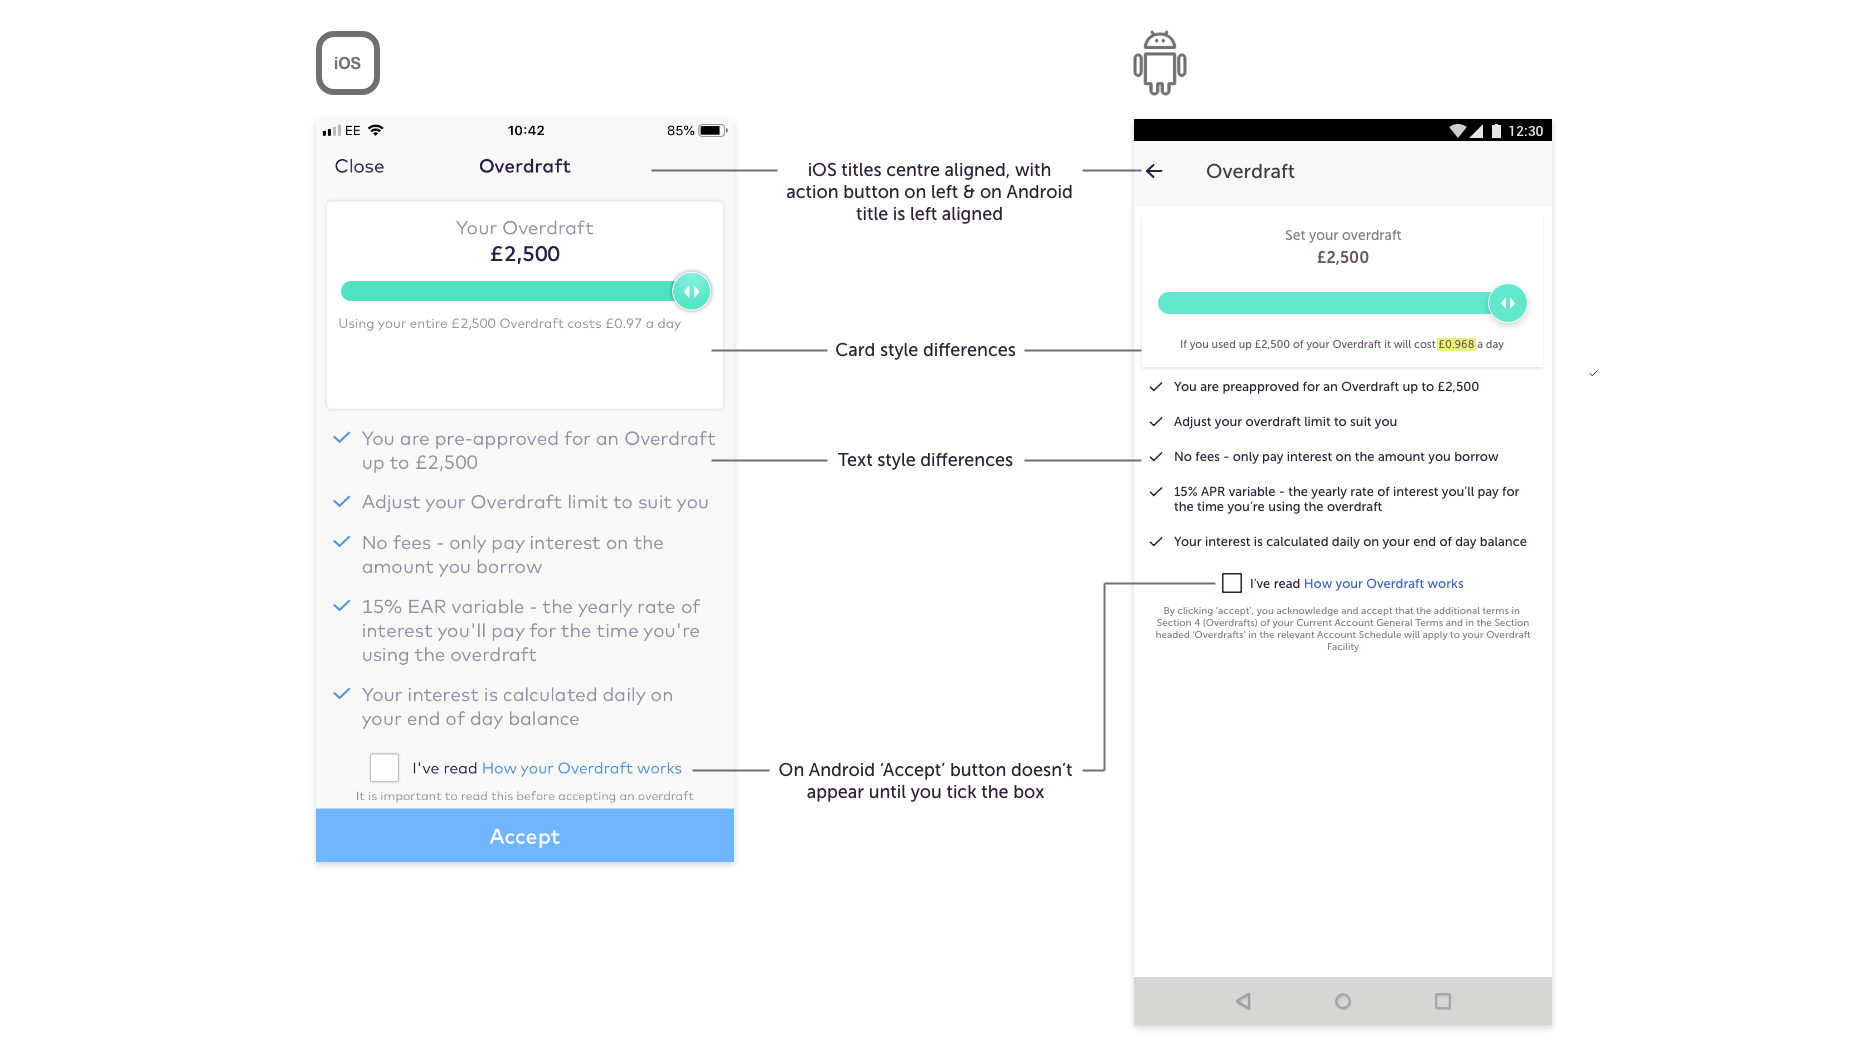 iOS
EE
10:42
85%
Close
Overdraft
Your Overdraft
£2,500
Using your entire £2,500 Overdraft costs £0.97 a day
You are pre-approved for an Overdraft
up to £2,500
Adjust your Overdraft limit to suit you
No fees - only pay interest on the
amount you borrow
15% EAR variable - the yearly rate of
interest you'll pay for the time you're
using the overdraft
Your interest is calculated daily on
your end of day balance
I've read How your Overdraft works
It is important to read this before accepting an overdraft
Accept
iOS titles centre aligned, with
action button on left & on Android
title is left aligned
Card style differences
Text style differences
On Android ‘Accept’ button doesn’t
appear until you tick the box
12:30
Overdraft
Set your overdraft
£2,500
If you used up £2,500 of your Overdraft it will cost £0.968 a day
You are preapproved for an Overdraft up to £2,500
Adjust your overdraft limit to suit you
No fees - only pay interest on the amount you borrow
15% APR variable - the yearly rate of interest you’ll pay for
the time you’re using the overdraft
Your interest is calculated daily on your end of day balance
I’ve read How your Overdraft works
By clicking ‘accept’, you acknowledge and accept that the additional terms in
Section 4 (Overdrafts) of your Current Account General Terms and in the Section
headed ‘Overdrafts’ in the relevant Account Schedule will apply to your Overdraft
Facility